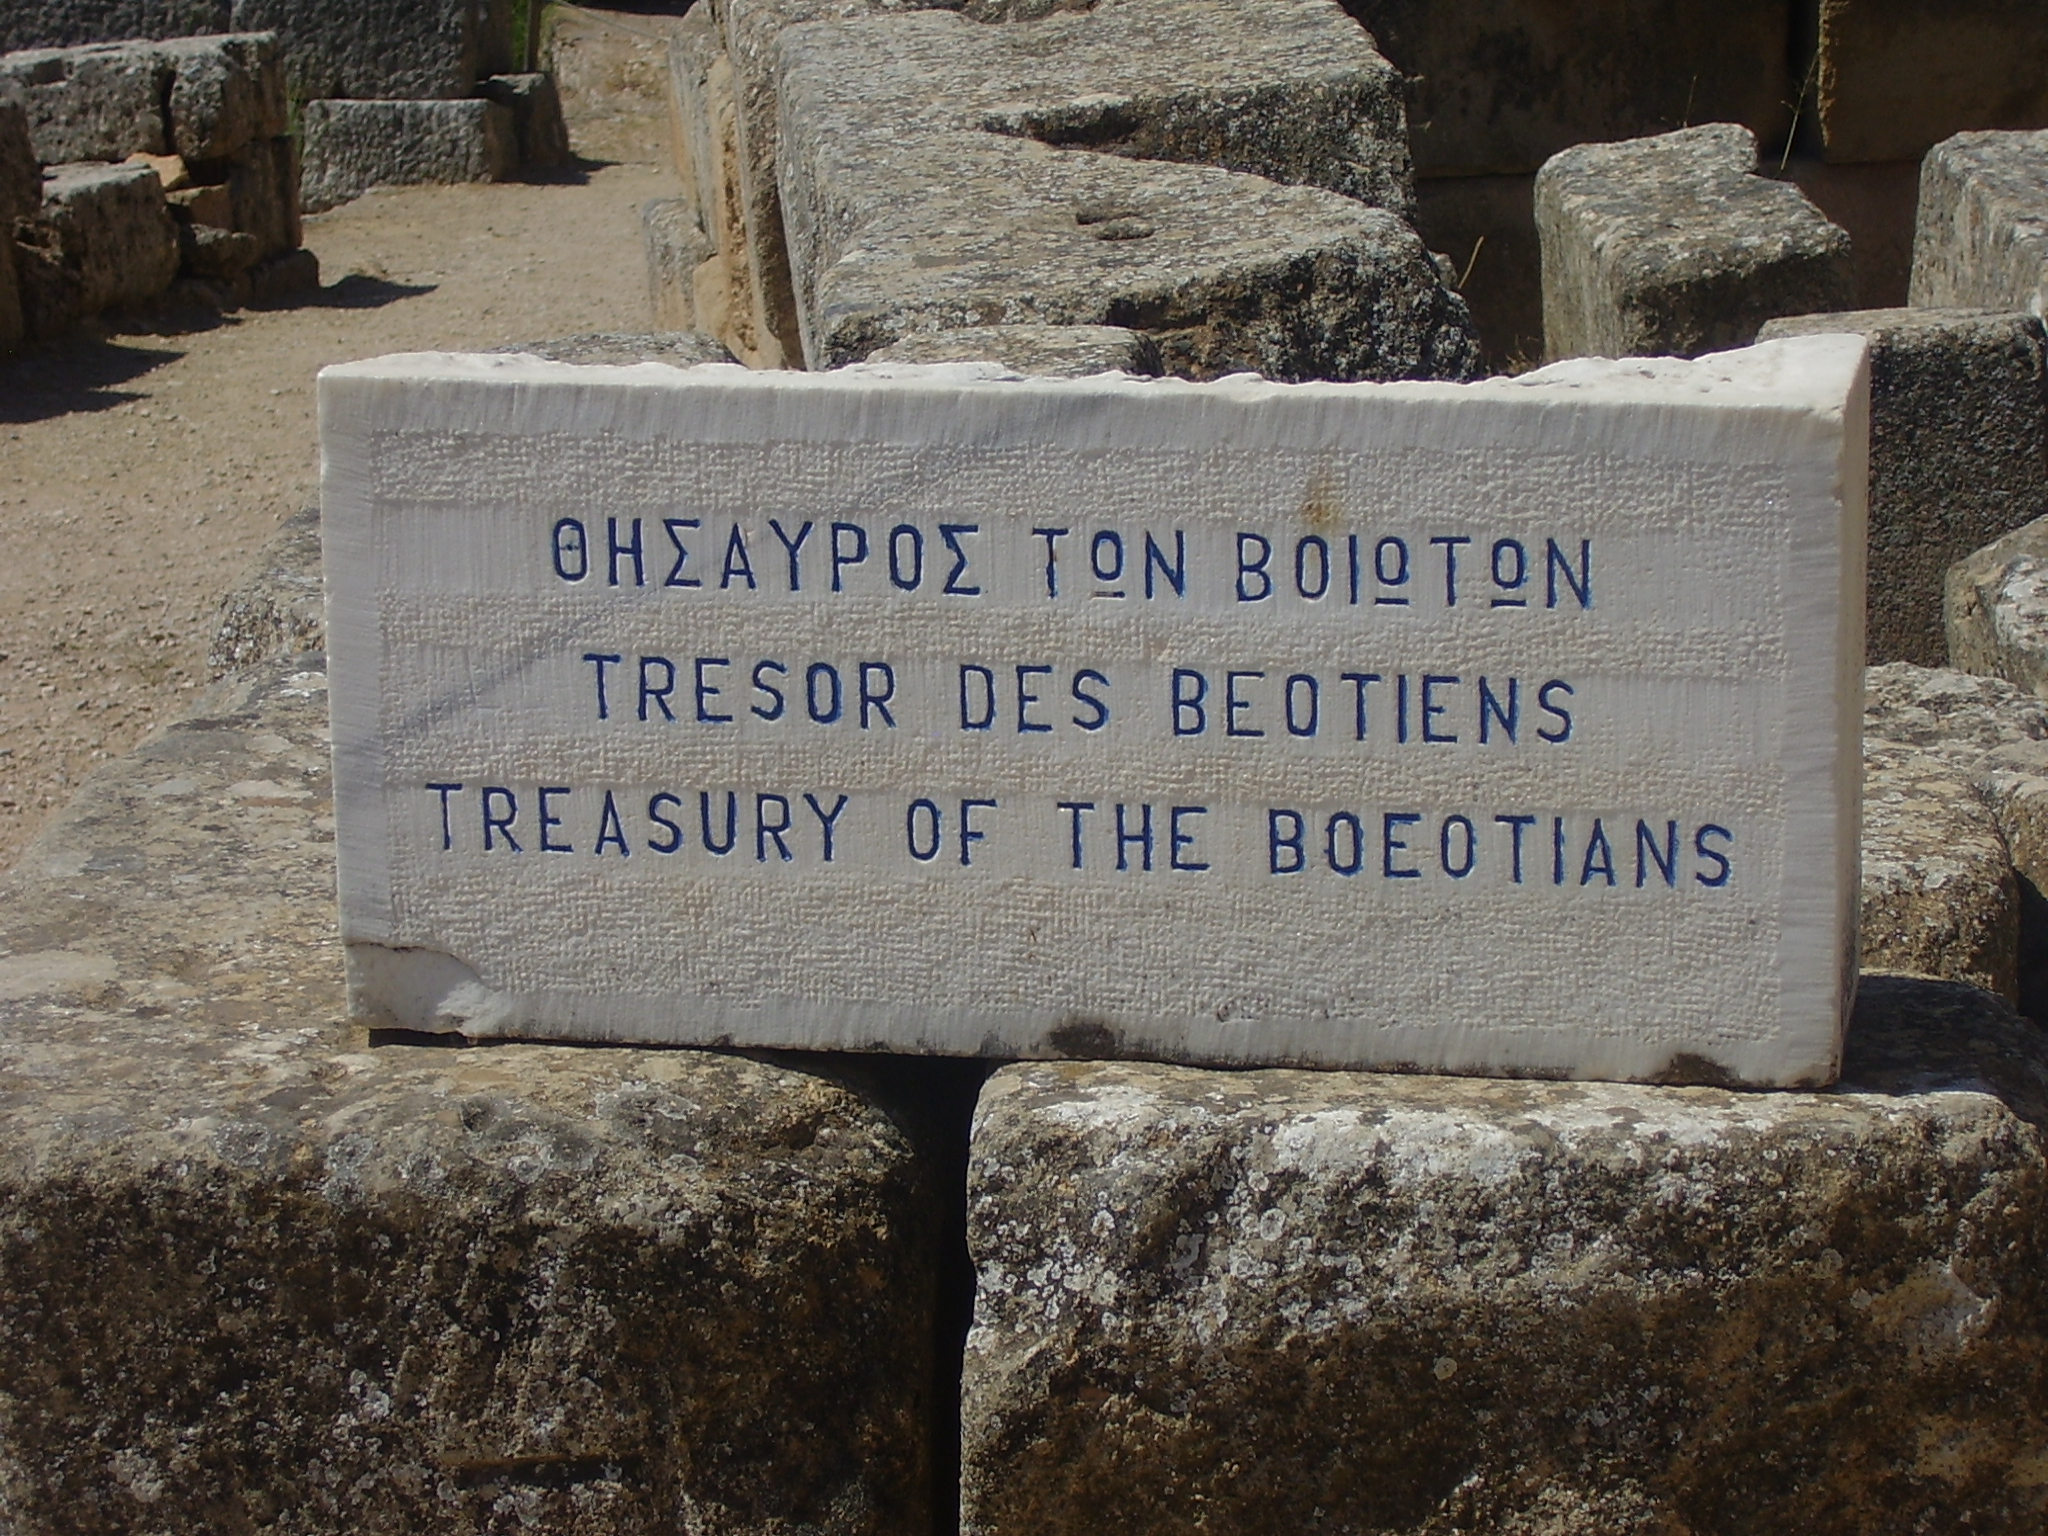 ΘΗΣΑΥΡΟΣ ΤΩΝ ΒΟΙΩΤΩΝ
TRESOR DES BEOTIENS
TREASURY OF THE BOEOTIANS